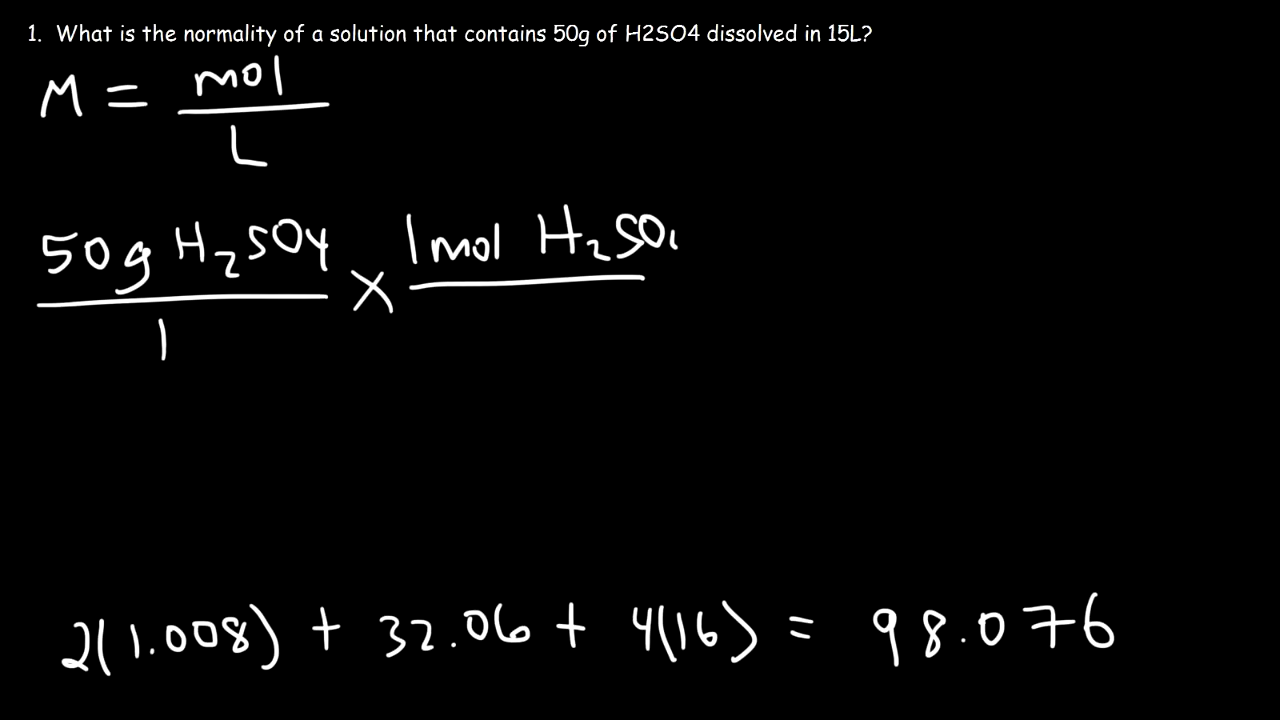 1. What is the normality of a solution that contains 50g of H2SO4 dissolved in 15L?
M = mol
L
50g H2SO4 x 1mol H2SO
1
2(1.008) + 32.06 + 4(16) = 98.076